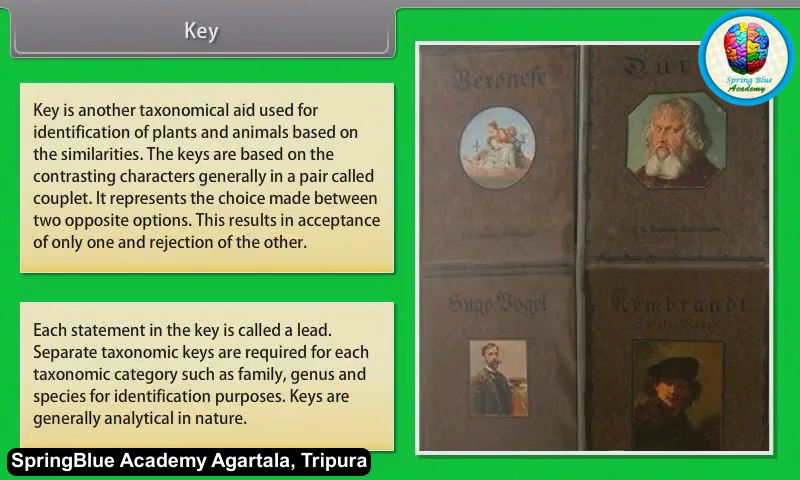 Key
Spring Blue
Academy
Key is another taxonomical aid used for
identification of plants and animals based on
the similarities. The keys are based on the
contrasting characters generally in a pair called
couplet. It represents the choice made between
two opposite options. This results in acceptance
of only one and rejection of the other.
Each statement in the key is called a lead.
Separate taxonomic keys are required for each
taxonomic category such as family, genus and
species for identification purposes. Keys are
generally analytical in nature.
Veronese
Hugo Vogel
Rembrandt
SpringBlue Academy Agartala, Tripura